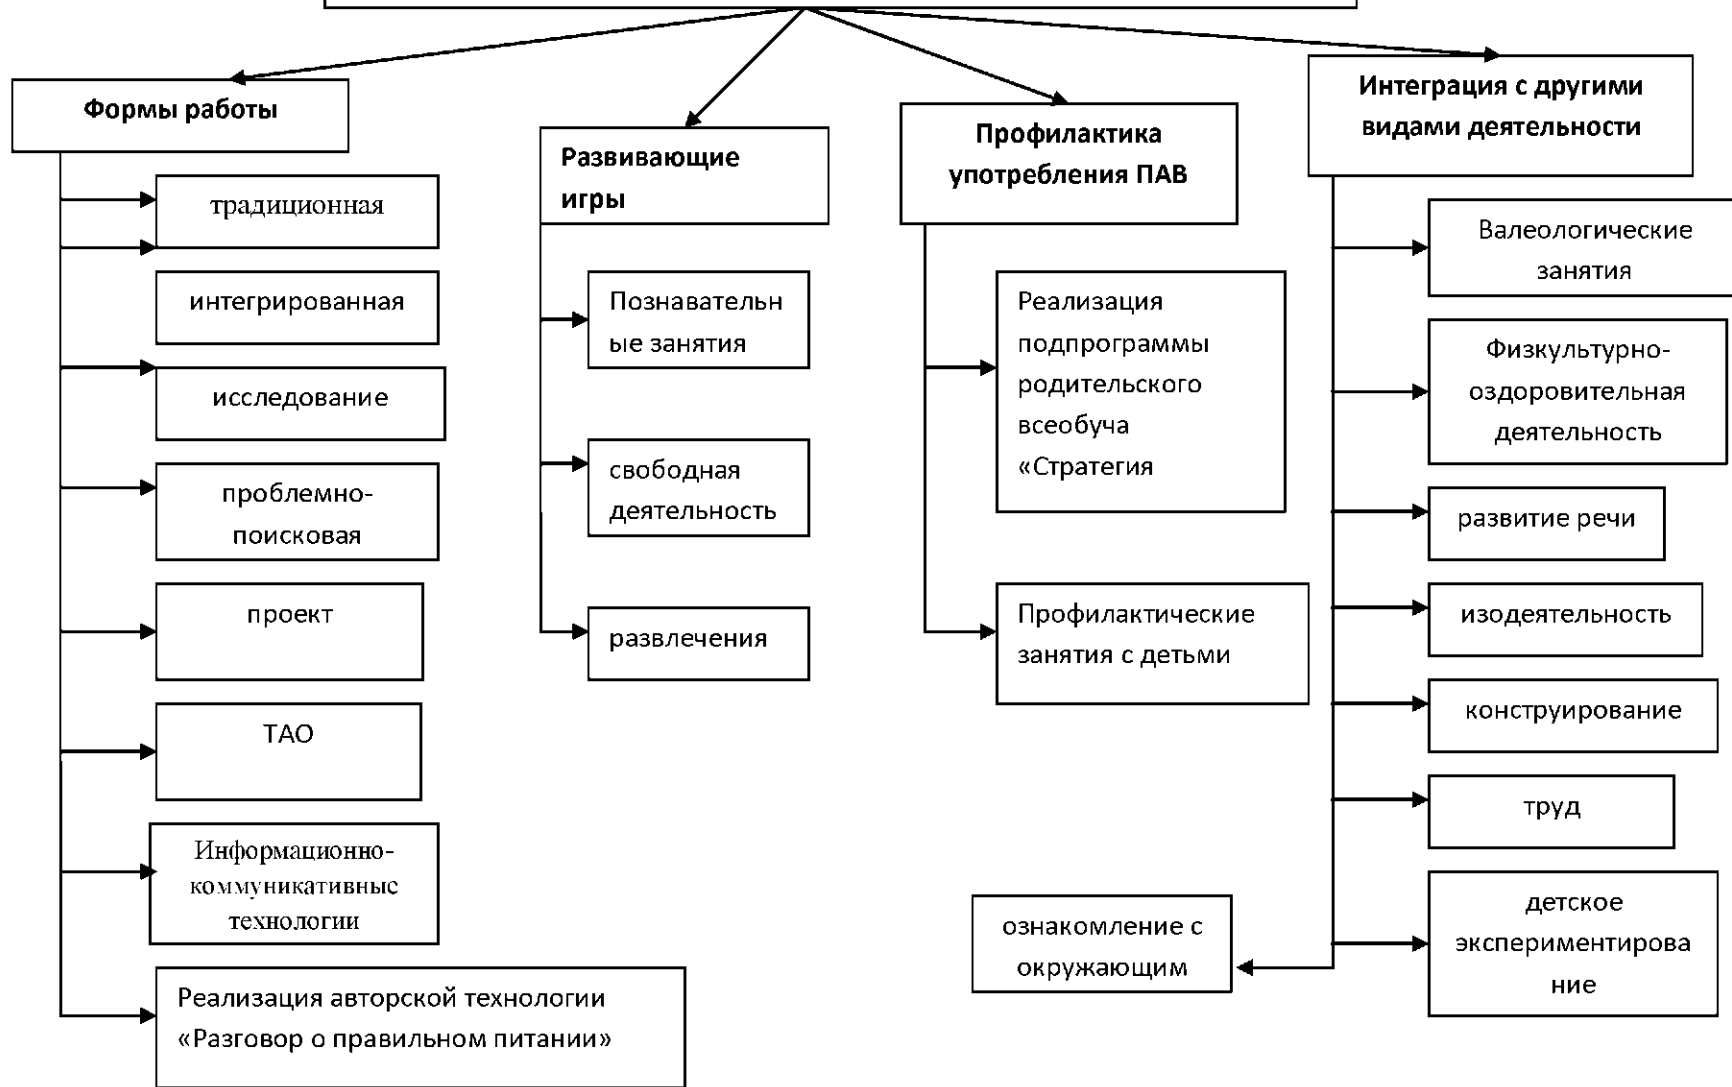 Формы работы
традиционная
интегрированная
исследование
проблемно-
поисковая
проект
ТАО
Информационно-
коммуникативные
технологии
Реализация авторской технологии
«Разговор о правильном питании»
Развивающие
игры
Познавательн
ые занятия
свободная
деятельность
развлечения
Профилактика
употребления ПАВ
Реализация
подпрограммы
родительского
всеобуча
«Стратегия
Профилактические
занятия с детьми
Интеграция с другими
видами деятельности
Валеологические
занятия
Физкультурно-
оздоровительная
деятельность
развитие речи
изодеятельность
конструирование
труд
детское
экспериментирова
ние
ознакомление с
окружающим